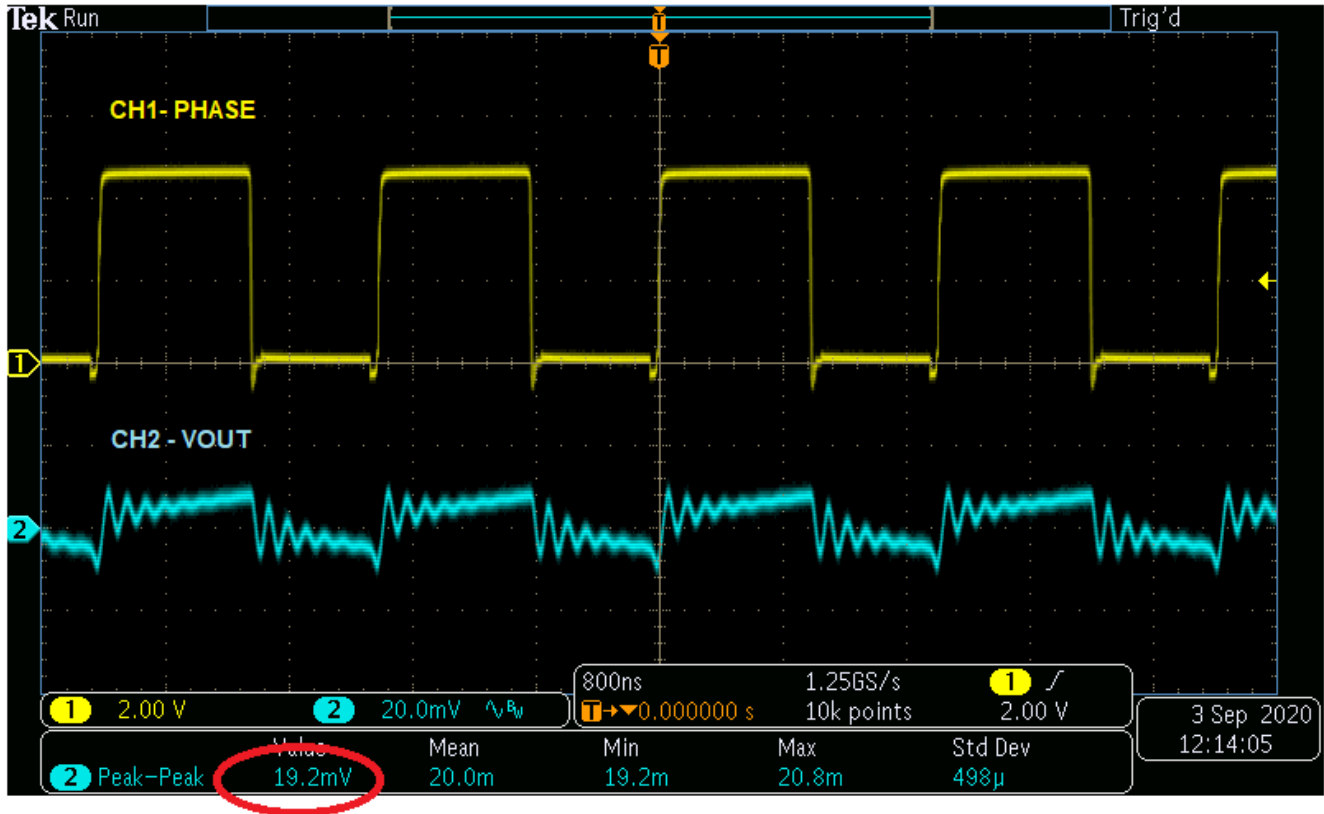 Tek Run Trig'd
T
T
CH1- PHASE
1
CH2 - VOUT
2
800ns 1.25GS/s 1
1 2.00 V 2 20.0mV BW T→▼0.000000 s 10k points 2.00 V
3 Sep 2020
12:14:05
Value Mean Min Max Std Dev
2 Peak-Peak 19.2mV 20.0m 19.2m 20.8m 498µ